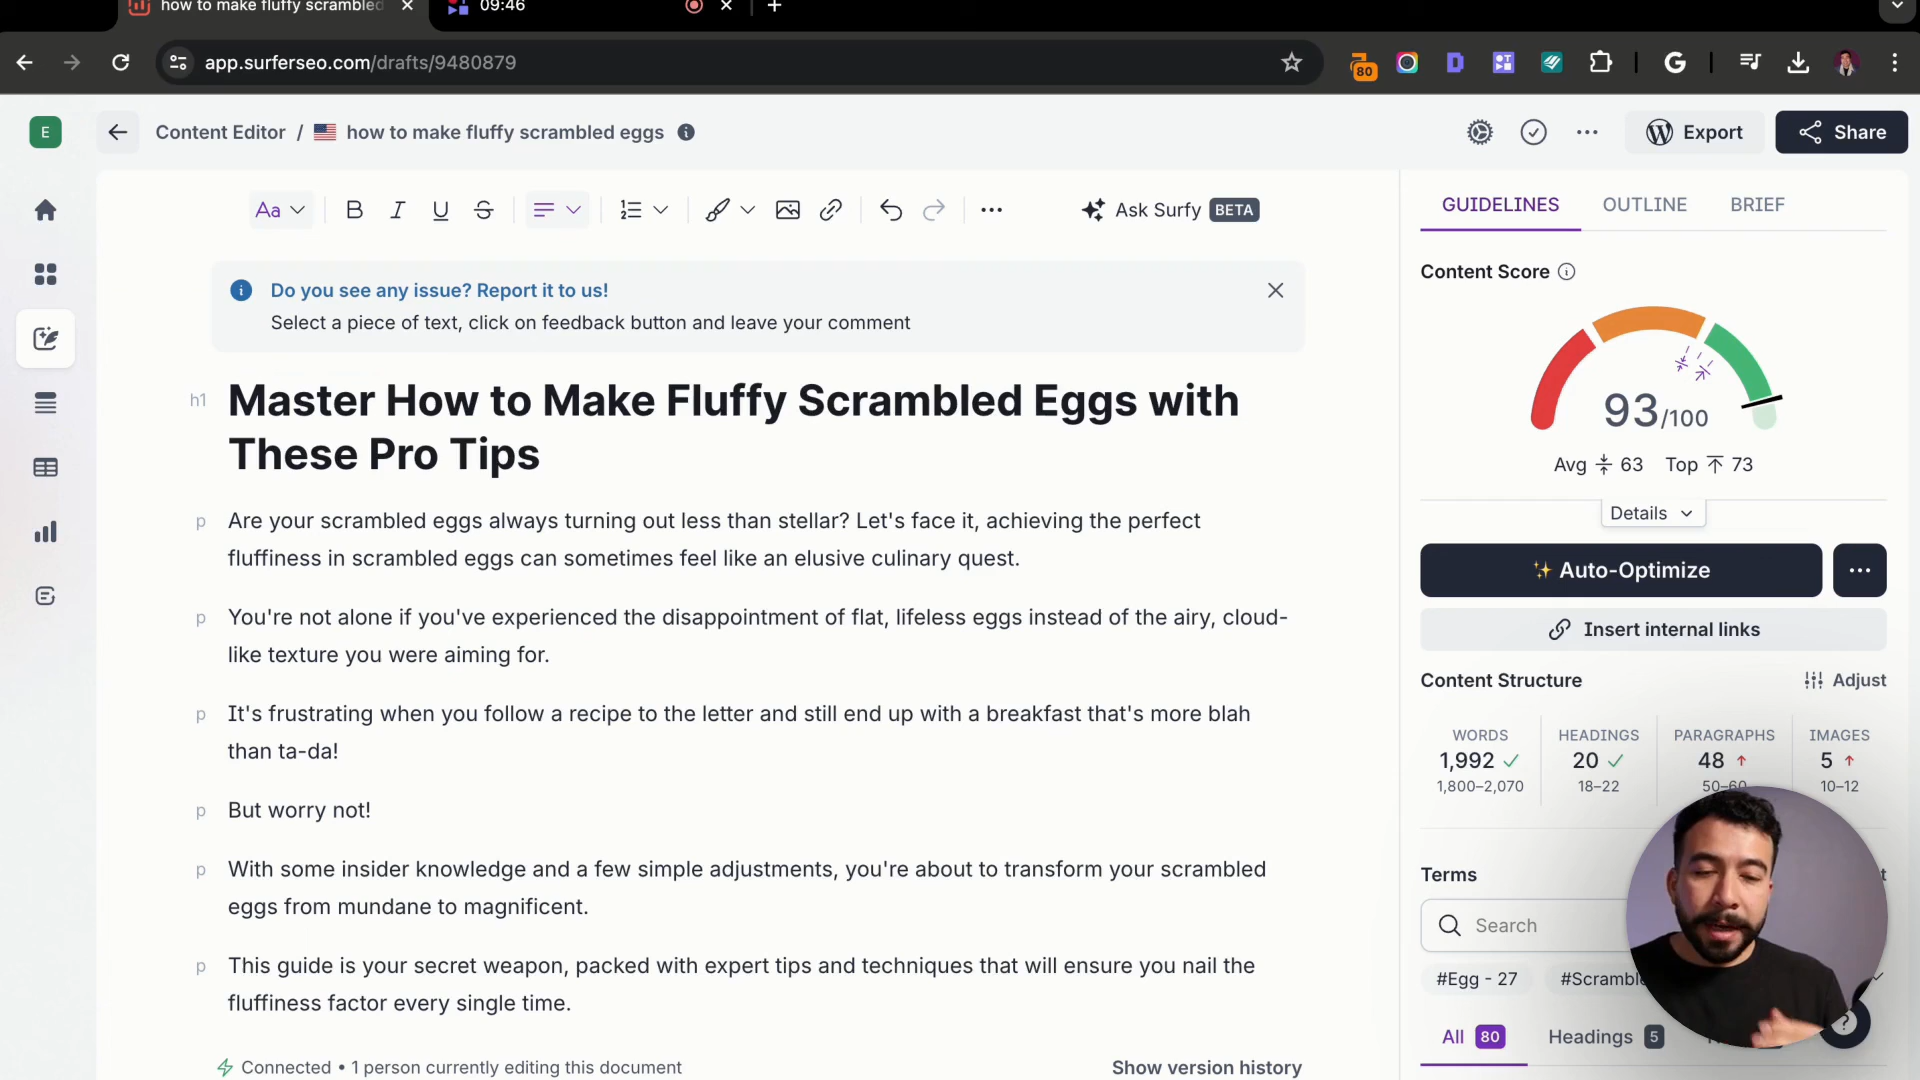 how to make fluffy scrambled
09:46
app.surferseo.com/drafts/9480879
80
E
Content Editor / how to make fluffy scrambled eggs
Export
Share
Aa
B I U S
Ask Surfy BETA
Do you see any issue? Report it to us!
Select a piece of text, click on feedback button and leave your comment
h1 Master How to Make Fluffy Scrambled Eggs with
These Pro Tips
p Are your scrambled eggs always turning out less than stellar? Let's face it, achieving the perfect
fluffiness in scrambled eggs can sometimes feel like an elusive culinary quest.
p You're not alone if you've experienced the disappointment of flat, lifeless eggs instead of the airy, cloud-
like texture you were aiming for.
p It's frustrating when you follow a recipe to the letter and still end up with a breakfast that's more blah
than ta-da!
p But worry not!
p With some insider knowledge and a few simple adjustments, you're about to transform your scrambled
eggs from mundane to magnificent.
p This guide is your secret weapon, packed with expert tips and techniques that will ensure you nail the
fluffiness factor every single time.
Connected • 1 person currently editing this document
Show version history
GUIDELINES OUTLINE BRIEF
Content Score
93/100
Avg 63 Top 73
Details
Auto-Optimize
Insert internal links
Content Structure
Adjust
WORDS HEADINGS PARAGRAPHS IMAGES
1,992 20 48 5
1,800–2,070 18–22 50–60 10–12
Terms
Search
#Egg - 27
All 80 Headings 5